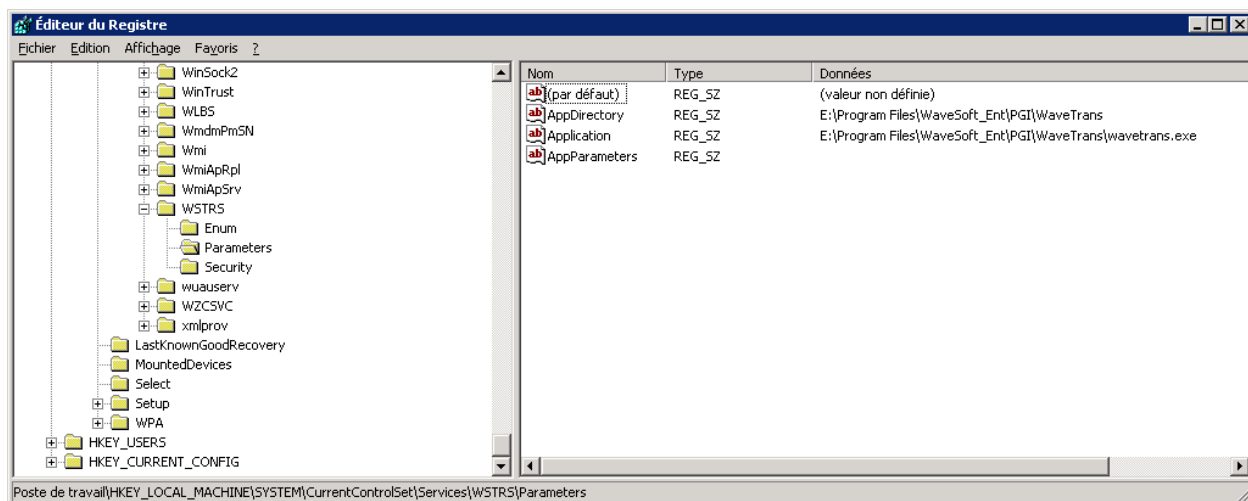 Éditeur du Registre
Fichier Edition Affichage Favoris ?
WinSock2
WinTrust
WLBS
WmdmPmSN
Wmi
WmiApRpl
WmiApSrv
WSTRS
Enum
Parameters
Security
wuauserv
WZCSVC
xmlprov
LastKnownGoodRecovery
MountedDevices
Select
Setup
WPA
HKEY_USERS
HKEY_CURRENT_CONFIG
Nom Type Données
(par défaut) REG_SZ (valeur non définie)
AppDirectory REG_SZ E:\Program Files\WaveSoft_Ent\PGI\WaveTrans
Application REG_SZ E:\Program Files\WaveSoft_Ent\PGI\WaveTrans\wavetrans.exe
AppParameters REG_SZ
Poste de travail\HKEY_LOCAL_MACHINE\SYSTEM\CurrentControlSet\Services\WSTRS\Parameters